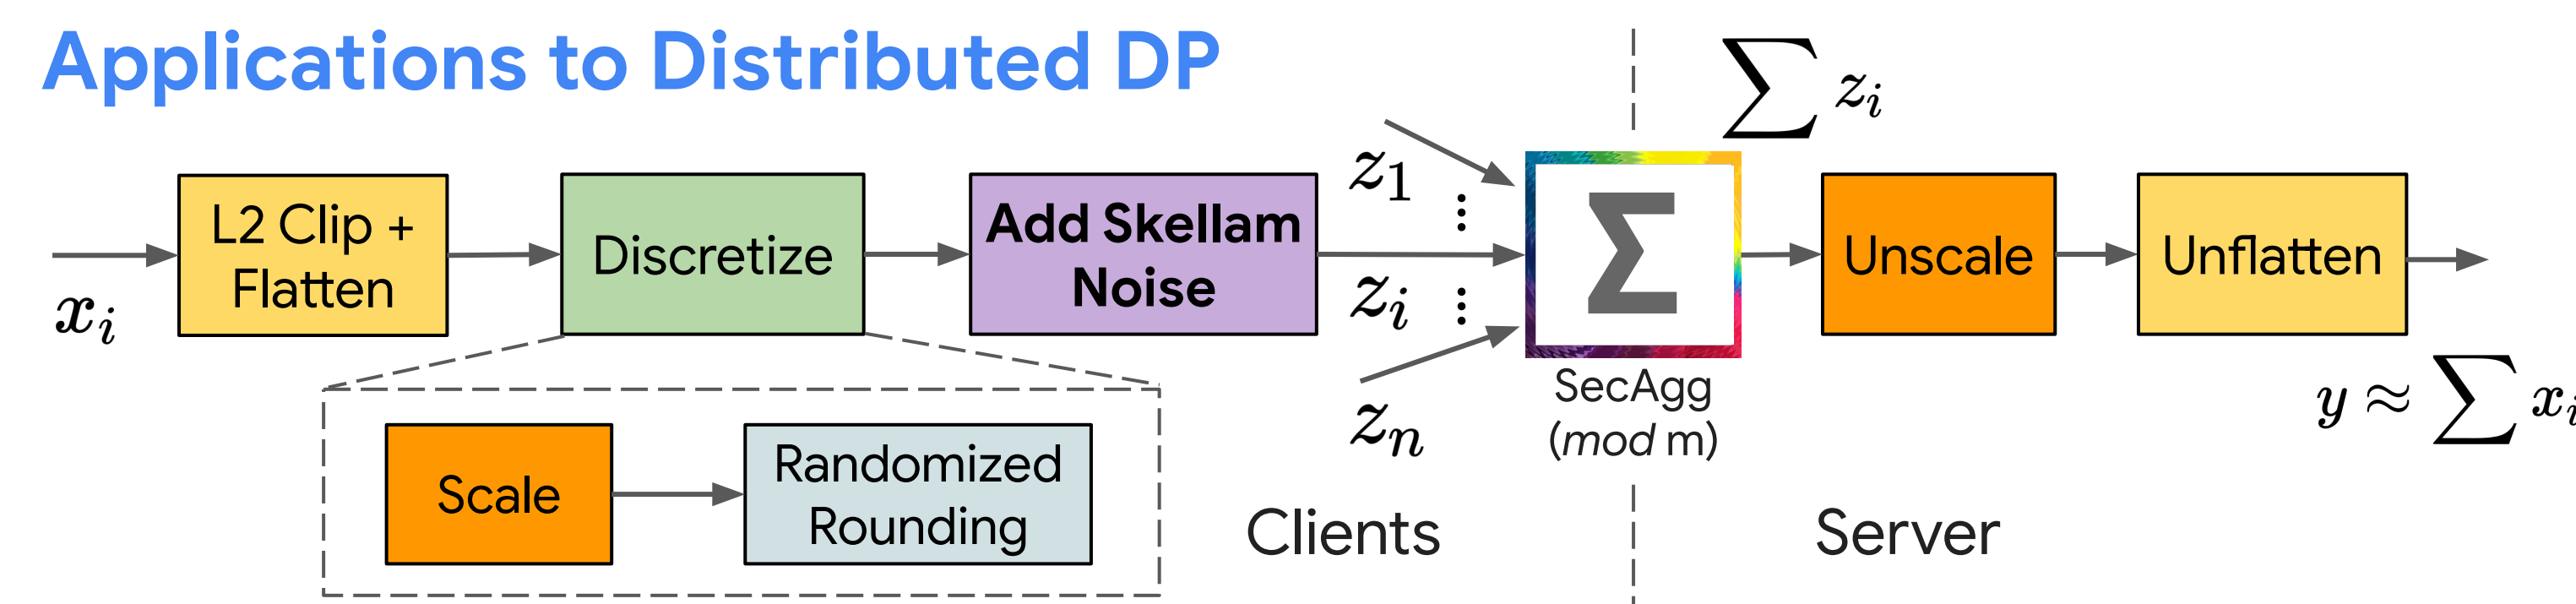 Applications to Distributed DP
x_i
L2 Clip +
Flatten
Discretize
Add Skellam
Noise
z_1
⋮
z_i
⋮
z_n
Σ
SecAgg
(mod m)
∑ z_i
Unscale
Unflatten
y ≈ ∑ x_i
Scale
Randomized
Rounding
Clients
Server